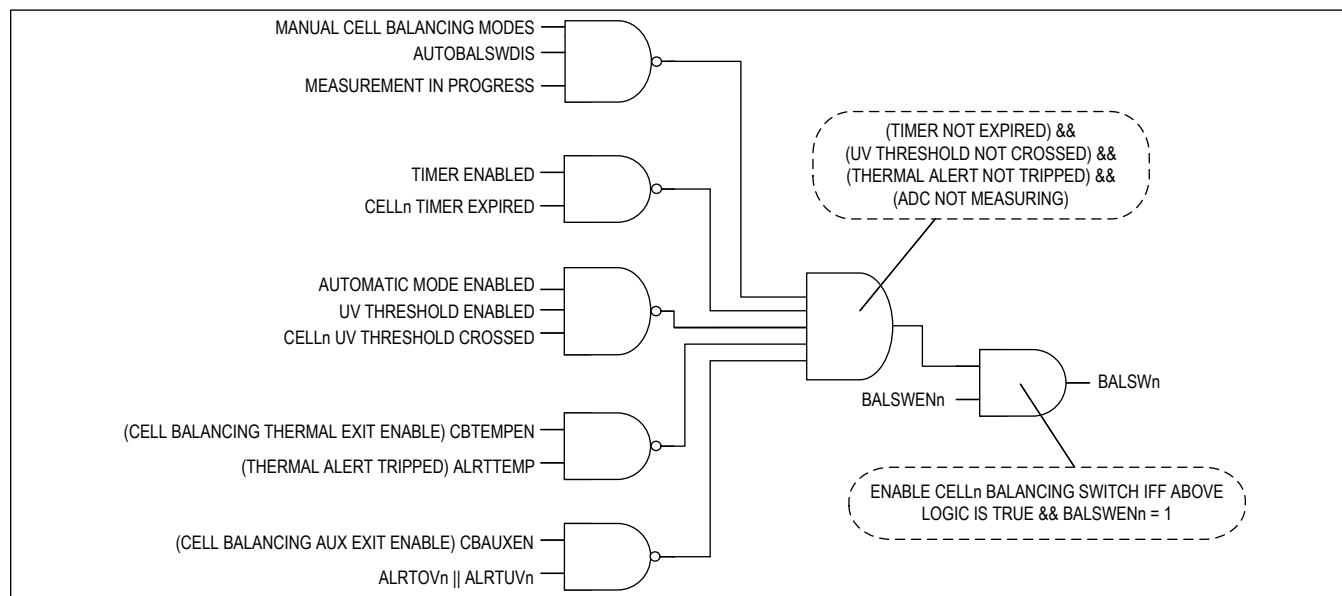 MANUAL CELL BALANCING MODES
AUTOBALSWDIS
MEASUREMENT IN PROGRESS
(TIMER NOT EXPIRED) &&
(UV THRESHOLD NOT CROSSED) &&
(THERMAL ALERT NOT TRIPPED) &&
(ADC NOT MEASURING)
TIMER ENABLED
CELLn TIMER EXPIRED
AUTOMATIC MODE ENABLED
UV THRESHOLD ENABLED
CELLn UV THRESHOLD CROSSED
BALSWENn
BALSWn
(CELL BALANCING THERMAL EXIT ENABLE) CBTEMPEN
(THERMAL ALERT TRIPPED) ALRTTEMP
ENABLE CELLn BALANCING SWITCH IFF ABOVE
LOGIC IS TRUE && BALSWENn = 1
(CELL BALANCING AUX EXIT ENABLE) CBAUXEN
ALRTOVn || ALRTUVn